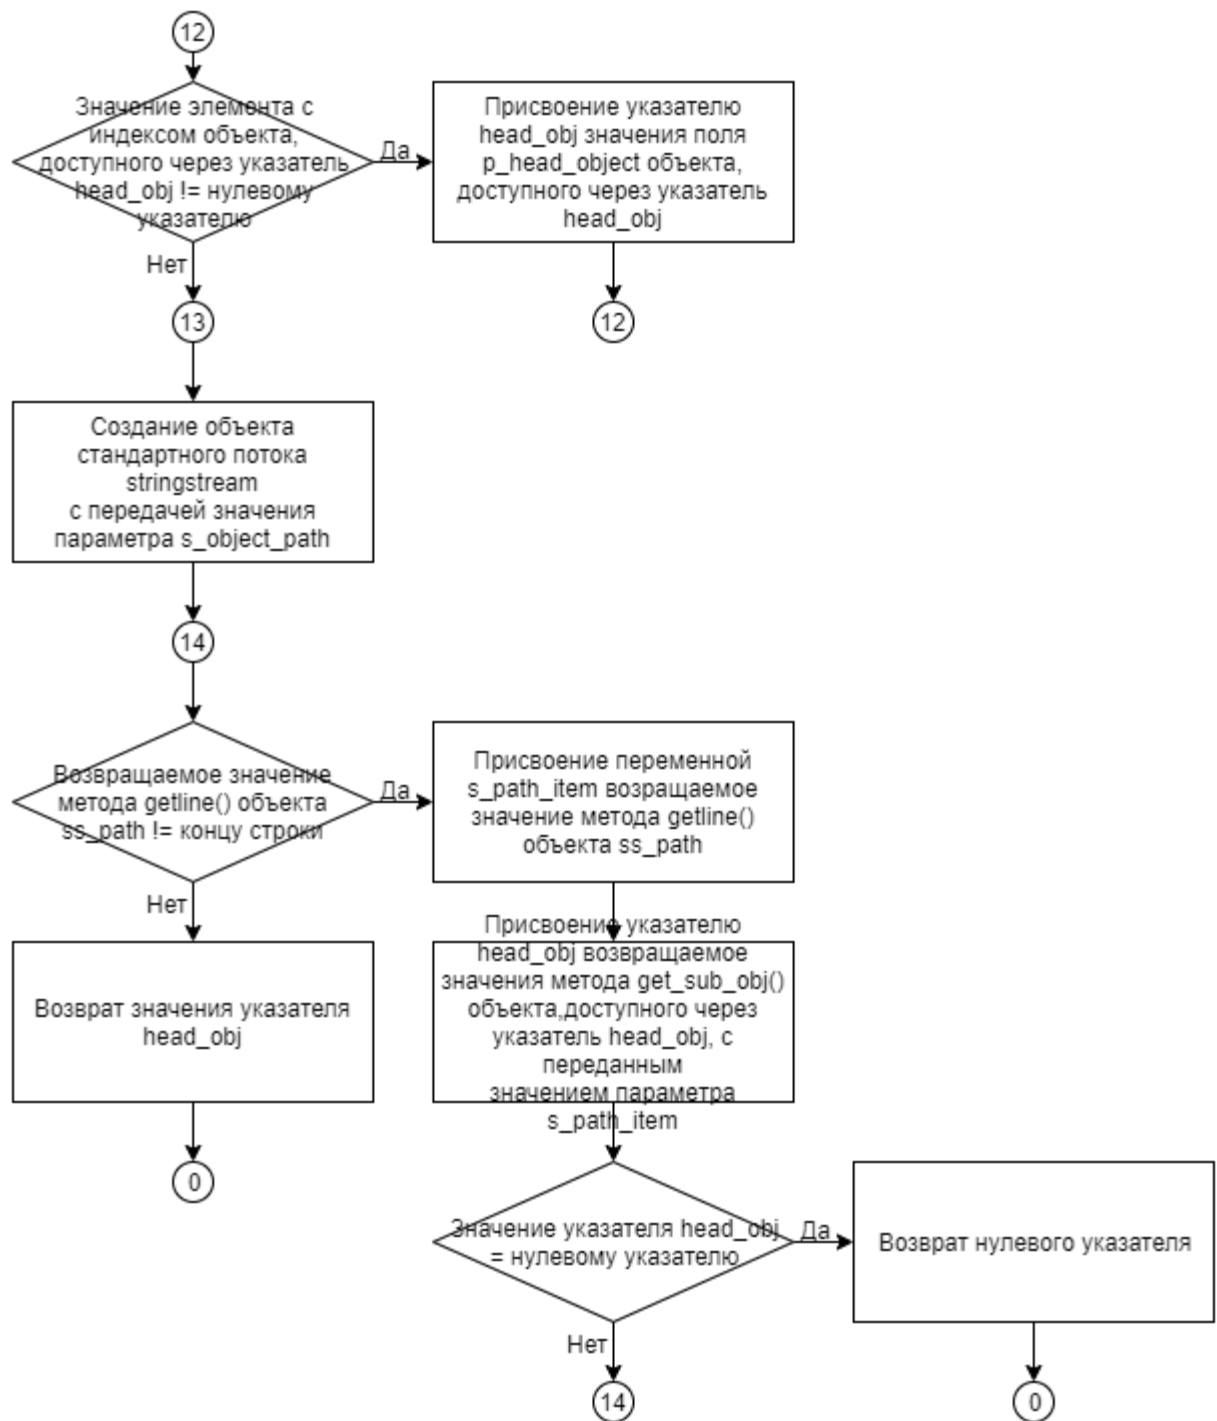 12
Значение элемента с
индексом объекта,
доступного через указатель
head_obj != нулевому
указателю
Да
Присвоение указателю
head_obj значения поля
p_head_object объекта,
доступного через указатель
head_obj
Нет
13
12
Создание объекта
стандартного потока
stringstream
с передачей значения
параметра s_object_path
14
Возвращаемое значение
метода getline() объекта
ss_path != концу строки
Да
Присвоение переменной
s_path_item возращаемое
значение метода getline()
объекта ss_path
Нет
Возврат значения указателя
head_obj
Присвоение указателю
head_obj возвращаемое
значения метода get_sub_obj()
объекта,доступного через
указатель head_obj, с
переданным
значением параметра
s_path_item
0
Значение указателя head_obj
= нулевому указателю
Да
Возврат нулевого указателя
Нет
14
0